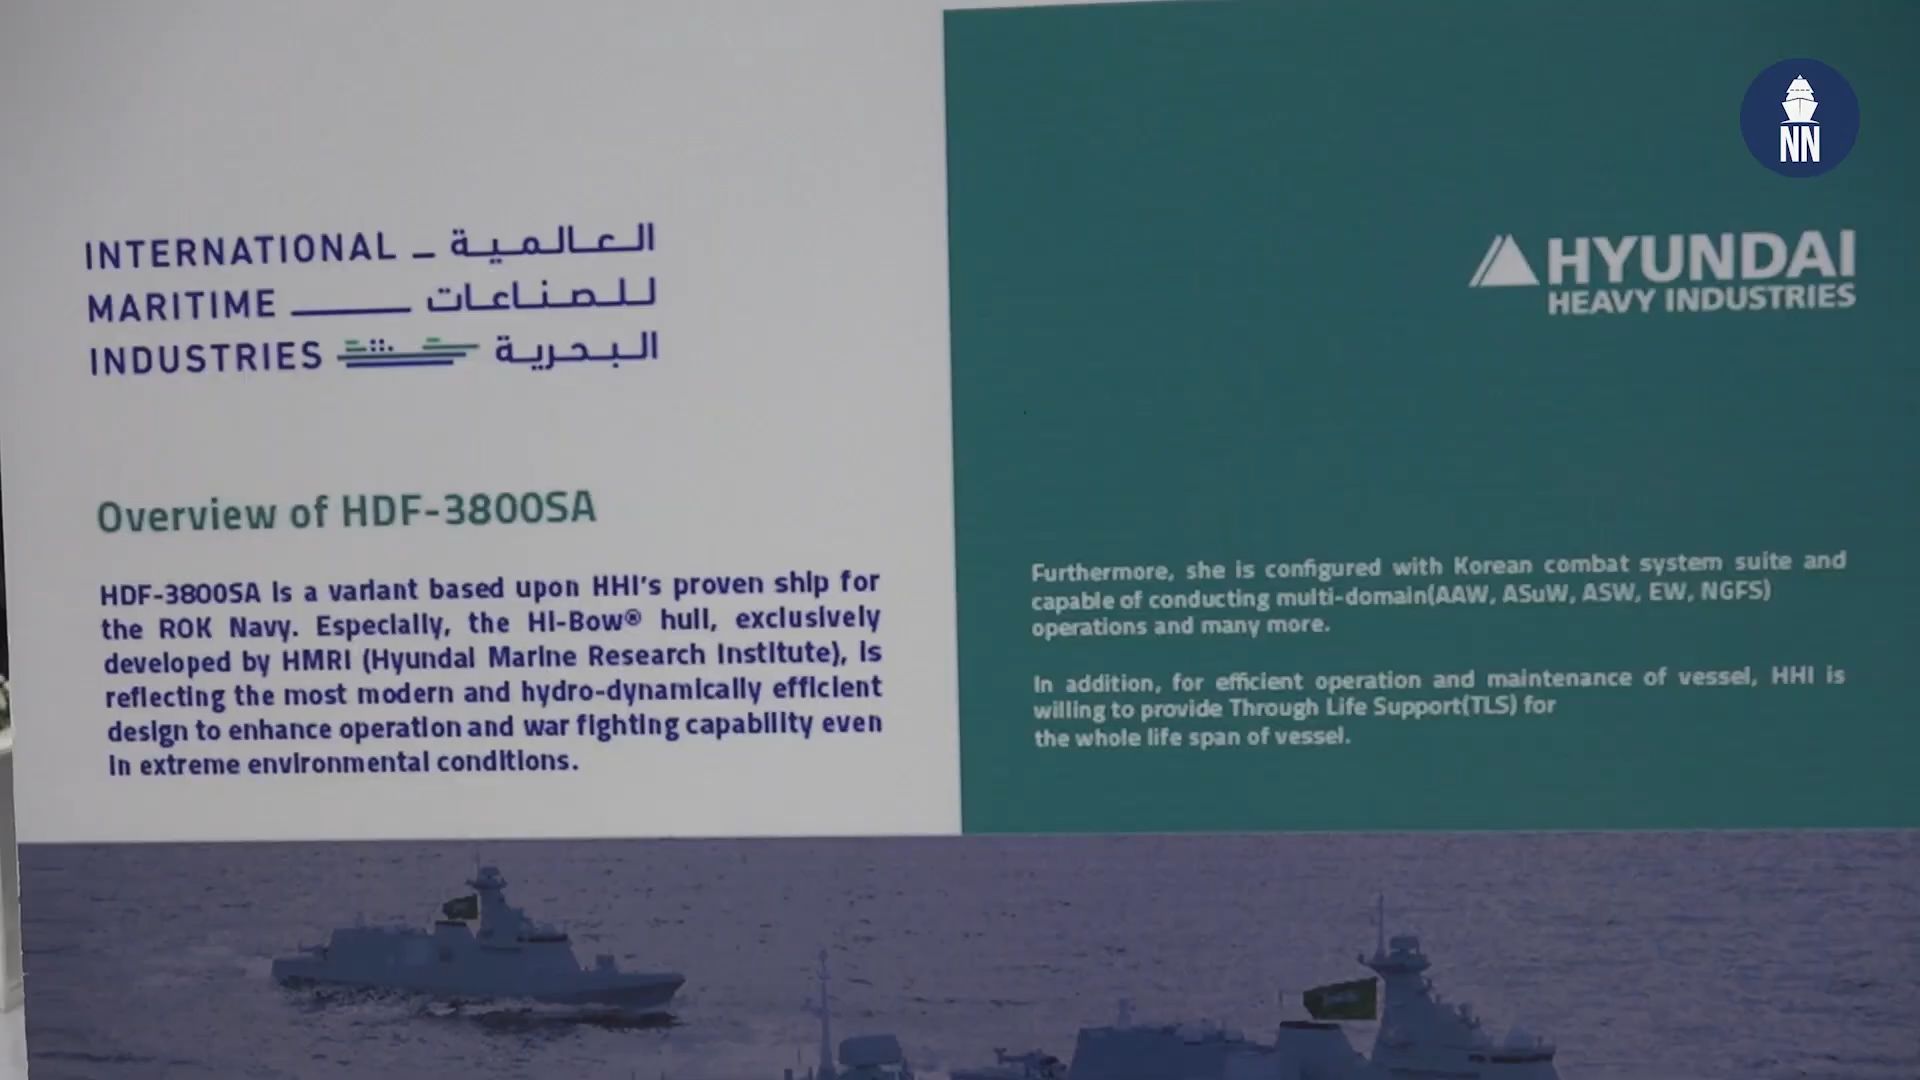 INTERNATIONAL العالمية
MARITIME للصناعات
INDUSTRIES البحرية
Overview of HDF-3800SA
HDF-3800SA is a variant based upon HHI's proven ship for
the ROK Navy. Especially, the Hi-Bow® hull, exclusively
developed by HMRI (Hyundai Marine Research Institute), is
reflecting the most modern and hydro-dynamically efficient
design to enhance operation and war fighting capability even
in extreme environmental conditions.
NN
HYUNDAI
HEAVY INDUSTRIES
Furthermore, she is configured with Korean combat system suite and
capable of conducting multi-domain(AAW, ASuW, ASW, EW, NGFS)
operations and many more.
In addition, for efficient operation and maintenance of vessel, HHI is
willing to provide Through Life Support(TLS) for
the whole life span of vessel.